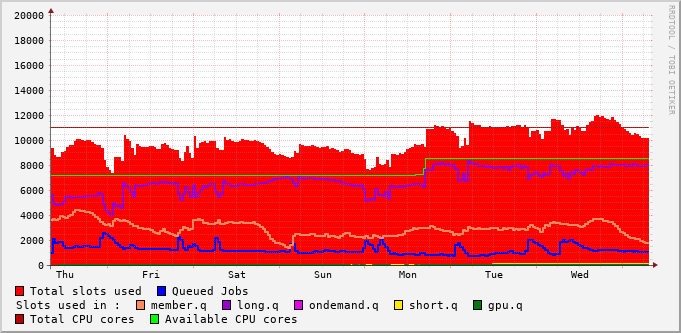 20000
18000
16000
14000
12000
10000
8000
6000
4000
2000
0
Thu Fri Sat Sun Mon Tue Wed
Total slots used Queued Jobs
Slots used in : member.q long.q ondemand.q short.q gpu.q
Total CPU cores Available CPU cores
RRDTOOL / TOBI OETIKER